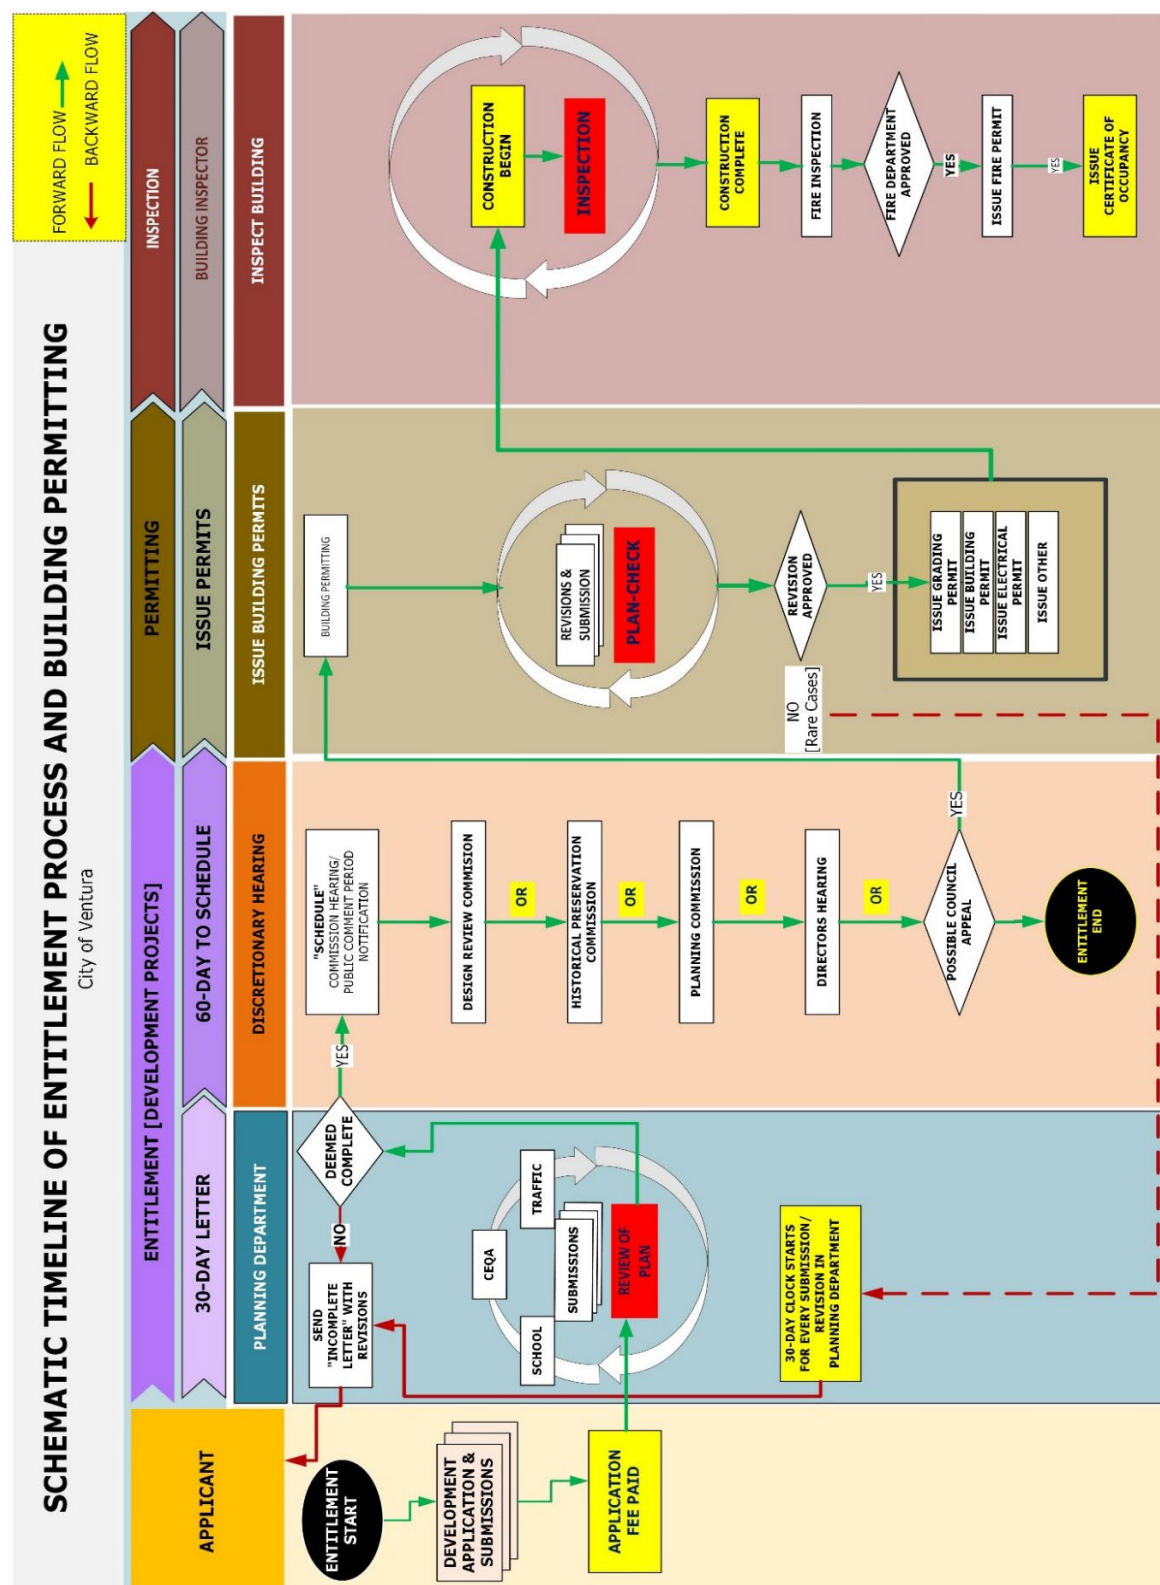 SCHEMATIC TIMELINE OF ENTITLEMENT PROCESS AND BUILDING PERMITTING
City of Ventura
FORWARD FLOW
BACKWARD FLOW
APPLICANT
ENTITLEMENT [DEVELOPMENT PROJECTS]
PERMITTING
INSPECTION
30-DAY LETTER
60-DAY TO SCHEDULE
ISSUE PERMITS
BUILDING INSPECTOR
PLANNING DEPARTMENT
DISCRETIONARY HEARING
ISSUE BUILDING PERMITS
INSPECT BUILDING
ENTITLEMENT
START
DEVELOPMENT
APPLICATION &
SUBMISSIONS
APPLICATION
FEE PAID
SEND
"INCOMPLETE
LETTER" WITH
REVISIONS
NO
DEEMED
COMPLETE
YES
CEQA
SCHOOL
TRAFFIC
SUBMISSIONS
REVIEW OF
PLAN
30-DAY CLOCK STARTS
FOR EVERY SUBMISSION/
REVISION IN
PLANNING DEPARTMENT
"SCHEDULE"
COMMISSION HEARING/
PUBLIC COMMENT PERIOD
NOTIFICATION
DESIGN REVIEW COMMISION
OR
HISTORICAL PRESERVATION
COMMISSION
OR
PLANNING COMMISSION
OR
DIRECTORS HEARING
OR
POSSIBLE COUNCIL
APPEAL
YES
ENTITLEMENT
END
BUILDING PERMITTING
REVISIONS &
SUBMISSION
PLAN-CHECK
REVISION
APPROVED
NO
[Rare Cases]
YES
ISSUE GRADING
PERMIT
ISSUE BUILDING
PERMIT
ISSUE ELECTRICAL
PERMIT
ISSUE OTHER
CONSTRUCTION
BEGIN
INSPECTION
CONSTRUCTION
COMPLETE
FIRE INSPECTION
FIRE DEPARTMENT
APPROVED
YES
ISSUE FIRE PERMIT
YES
ISSUE
CERTIFICATE OF
OCCUPANCY